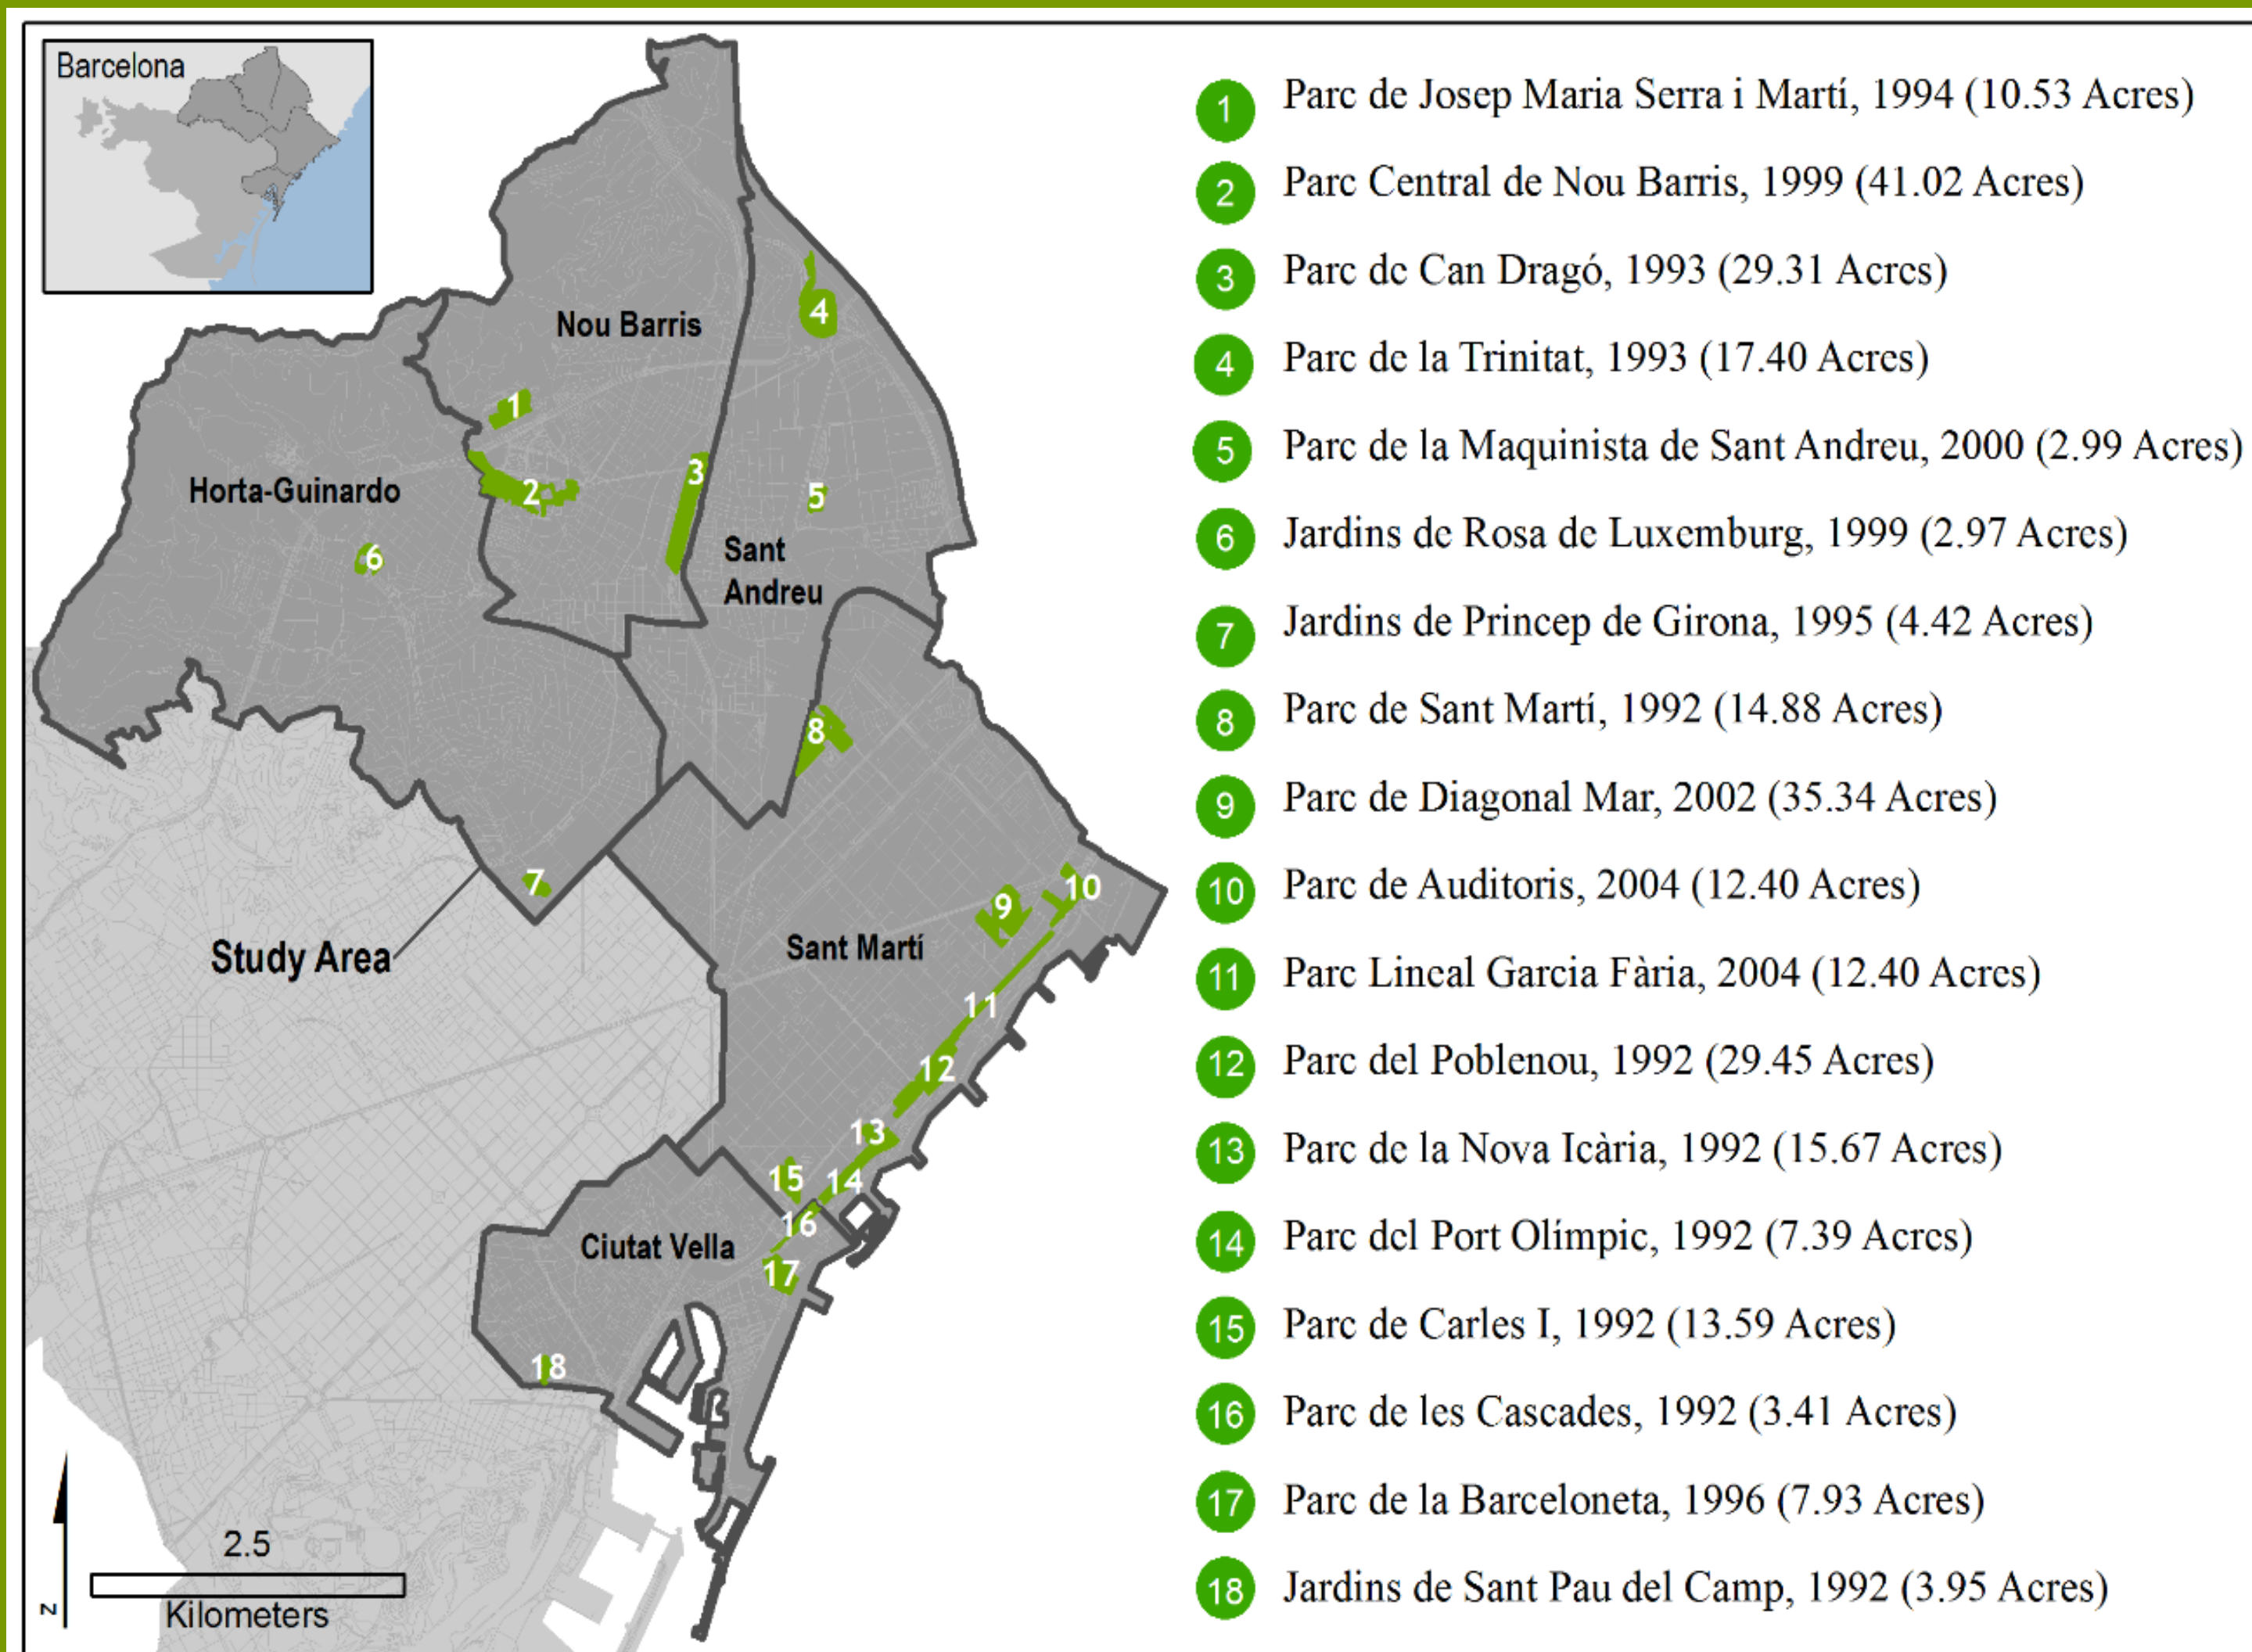 Barcelona
Nou Barris
Horta-Guinardo
Sant
Andreu
Study Area
Sant Martí
Ciutat Vella
1
2
3
4
5
6
7
8
9
10
11
12
13
14
15
16
17
18
2.5
Kilometers
z
1 Parc de Josep Maria Serra i Martí, 1994 (10.53 Acres)
2 Parc Central de Nou Barris, 1999 (41.02 Acres)
3 Parc de Can Dragó, 1993 (29.31 Acres)
4 Parc de la Trinitat, 1993 (17.40 Acres)
5 Parc de la Maquinista de Sant Andreu, 2000 (2.99 Acres)
6 Jardins de Rosa de Luxemburg, 1999 (2.97 Acres)
7 Jardins de Princep de Girona, 1995 (4.42 Acres)
8 Parc de Sant Martí, 1992 (14.88 Acres)
9 Parc de Diagonal Mar, 2002 (35.34 Acres)
10 Parc de Auditoris, 2004 (12.40 Acres)
11 Parc Lineal Garcia Fària, 2004 (12.40 Acres)
12 Parc del Poblenou, 1992 (29.45 Acres)
13 Parc de la Nova Icària, 1992 (15.67 Acres)
14 Parc del Port Olímpic, 1992 (7.39 Acres)
15 Parc de Carles I, 1992 (13.59 Acres)
16 Parc de les Cascades, 1992 (3.41 Acres)
17 Parc de la Barceloneta, 1996 (7.93 Acres)
18 Jardins de Sant Pau del Camp, 1992 (3.95 Acres)